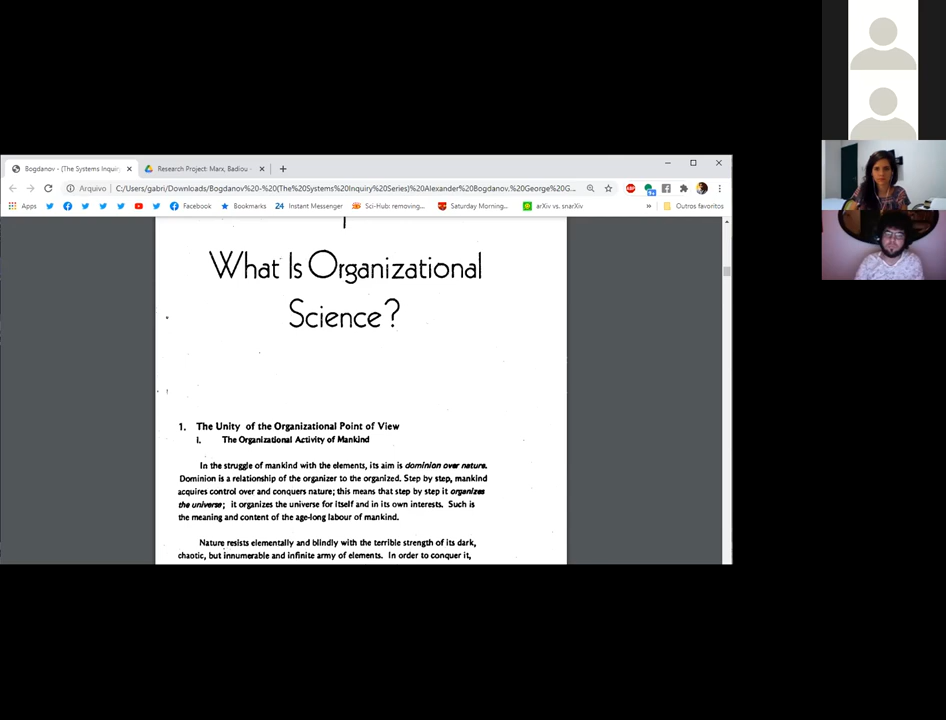 Bogdanov - (The Systems Inquiry
Research Project: Marx, Badiou -
Arquivo
C:/Users/gabri/Downloads/Bogdanov%20-%20(The%20Systems%20Inquiry%20Series)%20Alexander%20Bogdanov,%20George%20G...
Apps
Facebook
Bookmarks
24 Instant Messenger
Sci-Hub: removing...
Saturday Morning...
arXiv vs. snarXiv
»
Outros favoritos
What Is Organizational
Science?
1. The Unity of the Organizational Point of View
I. The Organizational Activity of Mankind
In the struggle of mankind with the elements, its aim is dominion over nature.
Dominion is a relationship of the organizer to the organized. Step by step, mankind
acquires control over and conquers nature; this means that step by step it organizes
the universe; it organizes the universe for itself and in its own interests. Such is
the meaning and content of the age-long labour of mankind.
Nature resists elementally and blindly with the terrible strength of its dark,
chaotic, but innumerable and infinite army of elements. In order to conquer it,